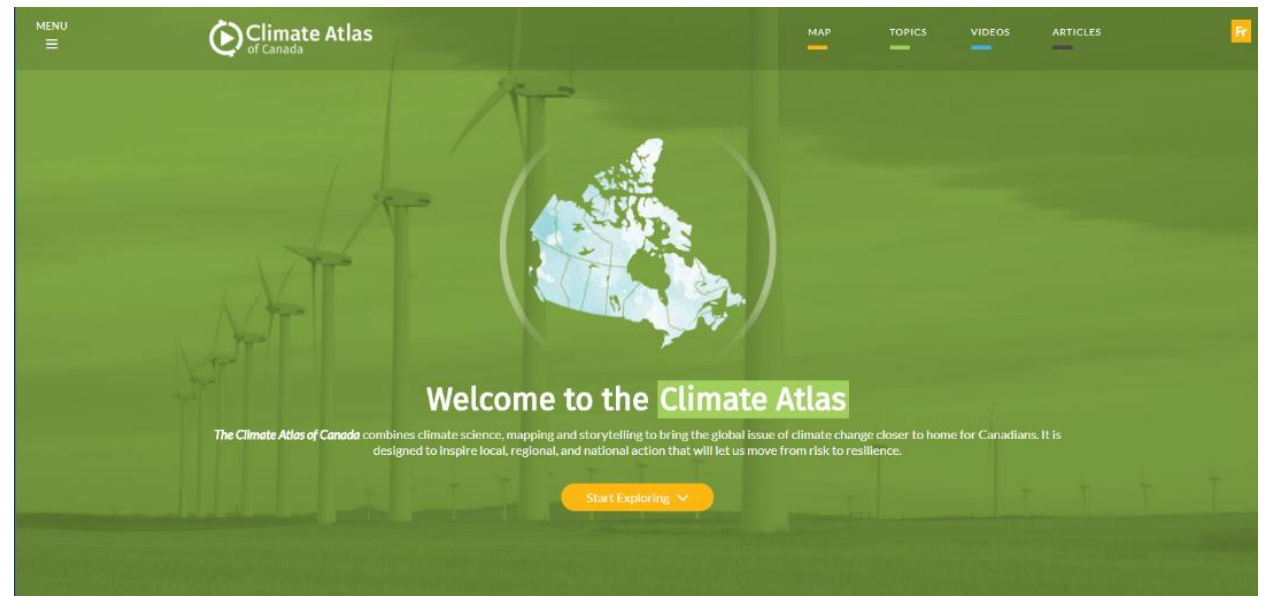 MENU
Climate Atlas
of Canada
MAP
TOPICS
VIDEOS
ARTICLES
Fr
Welcome to the Climate Atlas
The Climate Atlas of Canada combines climate science, mapping and storytelling to bring the global issue of climate change closer to home for Canadians. It is
designed to inspire local, regional, and national action that will let us move from risk to resilience.
Start Exploring